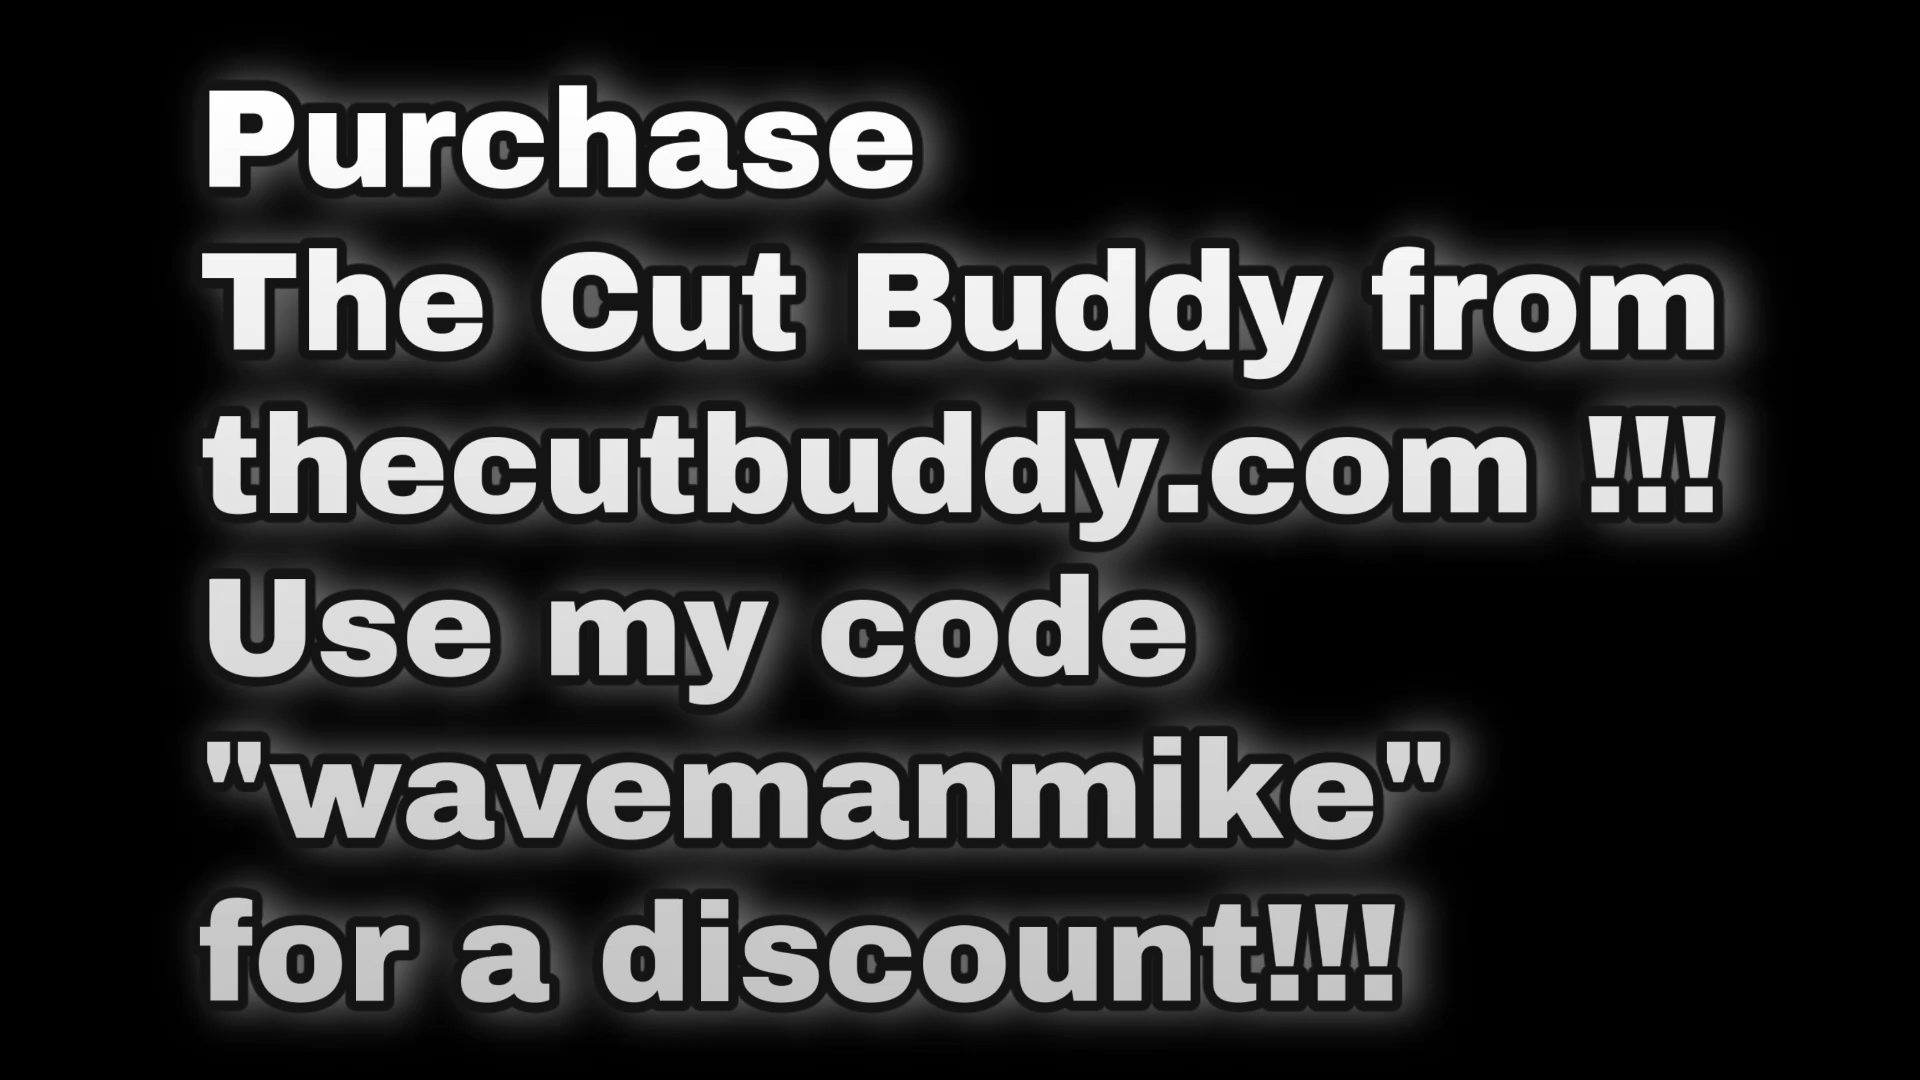 Purchase
The Cut Buddy from
thecutbuddy.com !!!
Use my code
"wavemanmike"
for a discount!!!